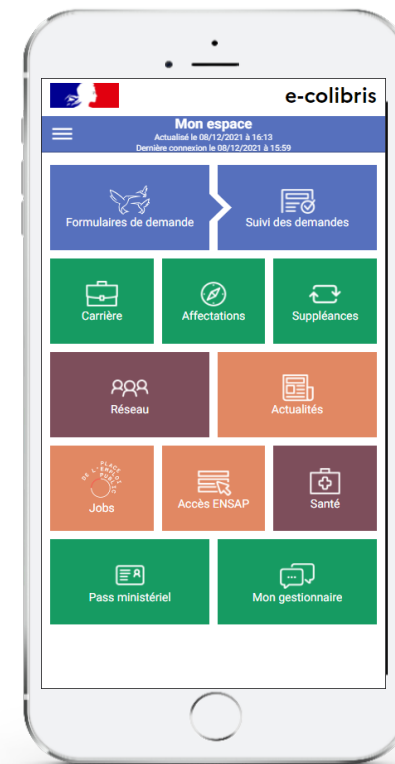 e-colibris
Mon espace
Actualisé le 08/12/2021 à 16:13
Dernière connexion le 08/12/2021 à 15:59
Formulaires de demande
Suivi des demandes
Carrière
Affectations
Suppléances
Réseau
Actualités
PLACE
DE L'EMPLOI
PUBLIC
Jobs
Accès ENSAP
Santé
Pass ministériel
Mon gestionnaire